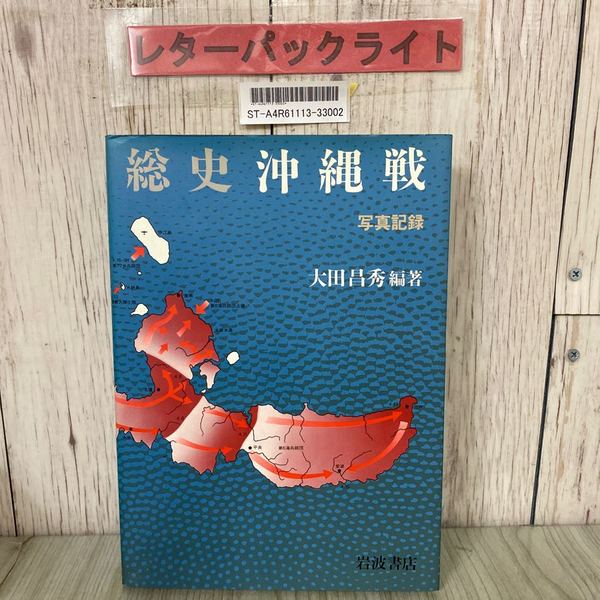 レターパックライト
ST-A4R61113-33002
総史沖縄戦
写真記録
大田昌秀編著
岩波書店